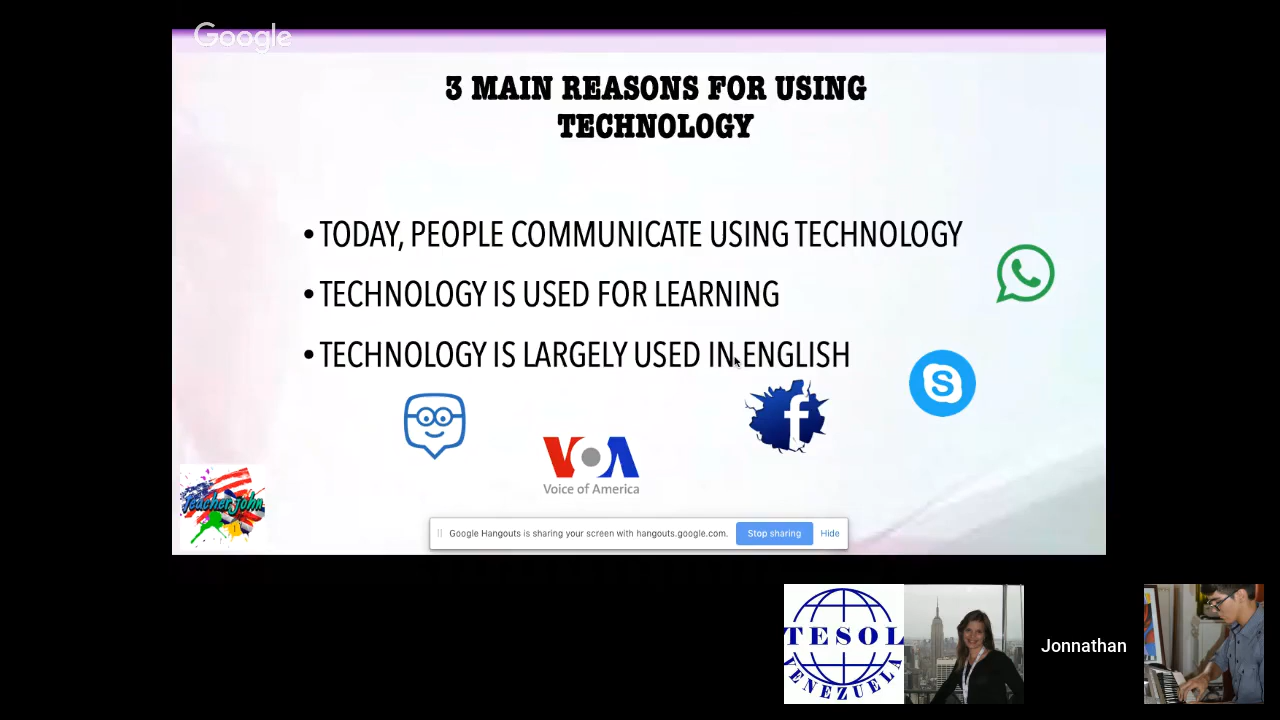 Google
3 MAIN REASONS FOR USING
TECHNOLOGY
• TODAY, PEOPLE COMMUNICATE USING TECHNOLOGY
• TECHNOLOGY IS USED FOR LEARNING
• TECHNOLOGY IS LARGELY USED IN ENGLISH
VOA
Voice of America
Teacher John
Google Hangouts is sharing your screen with hangouts.google.com. Stop sharing Hide
TESOL
VENEZUELA
Jonnathan